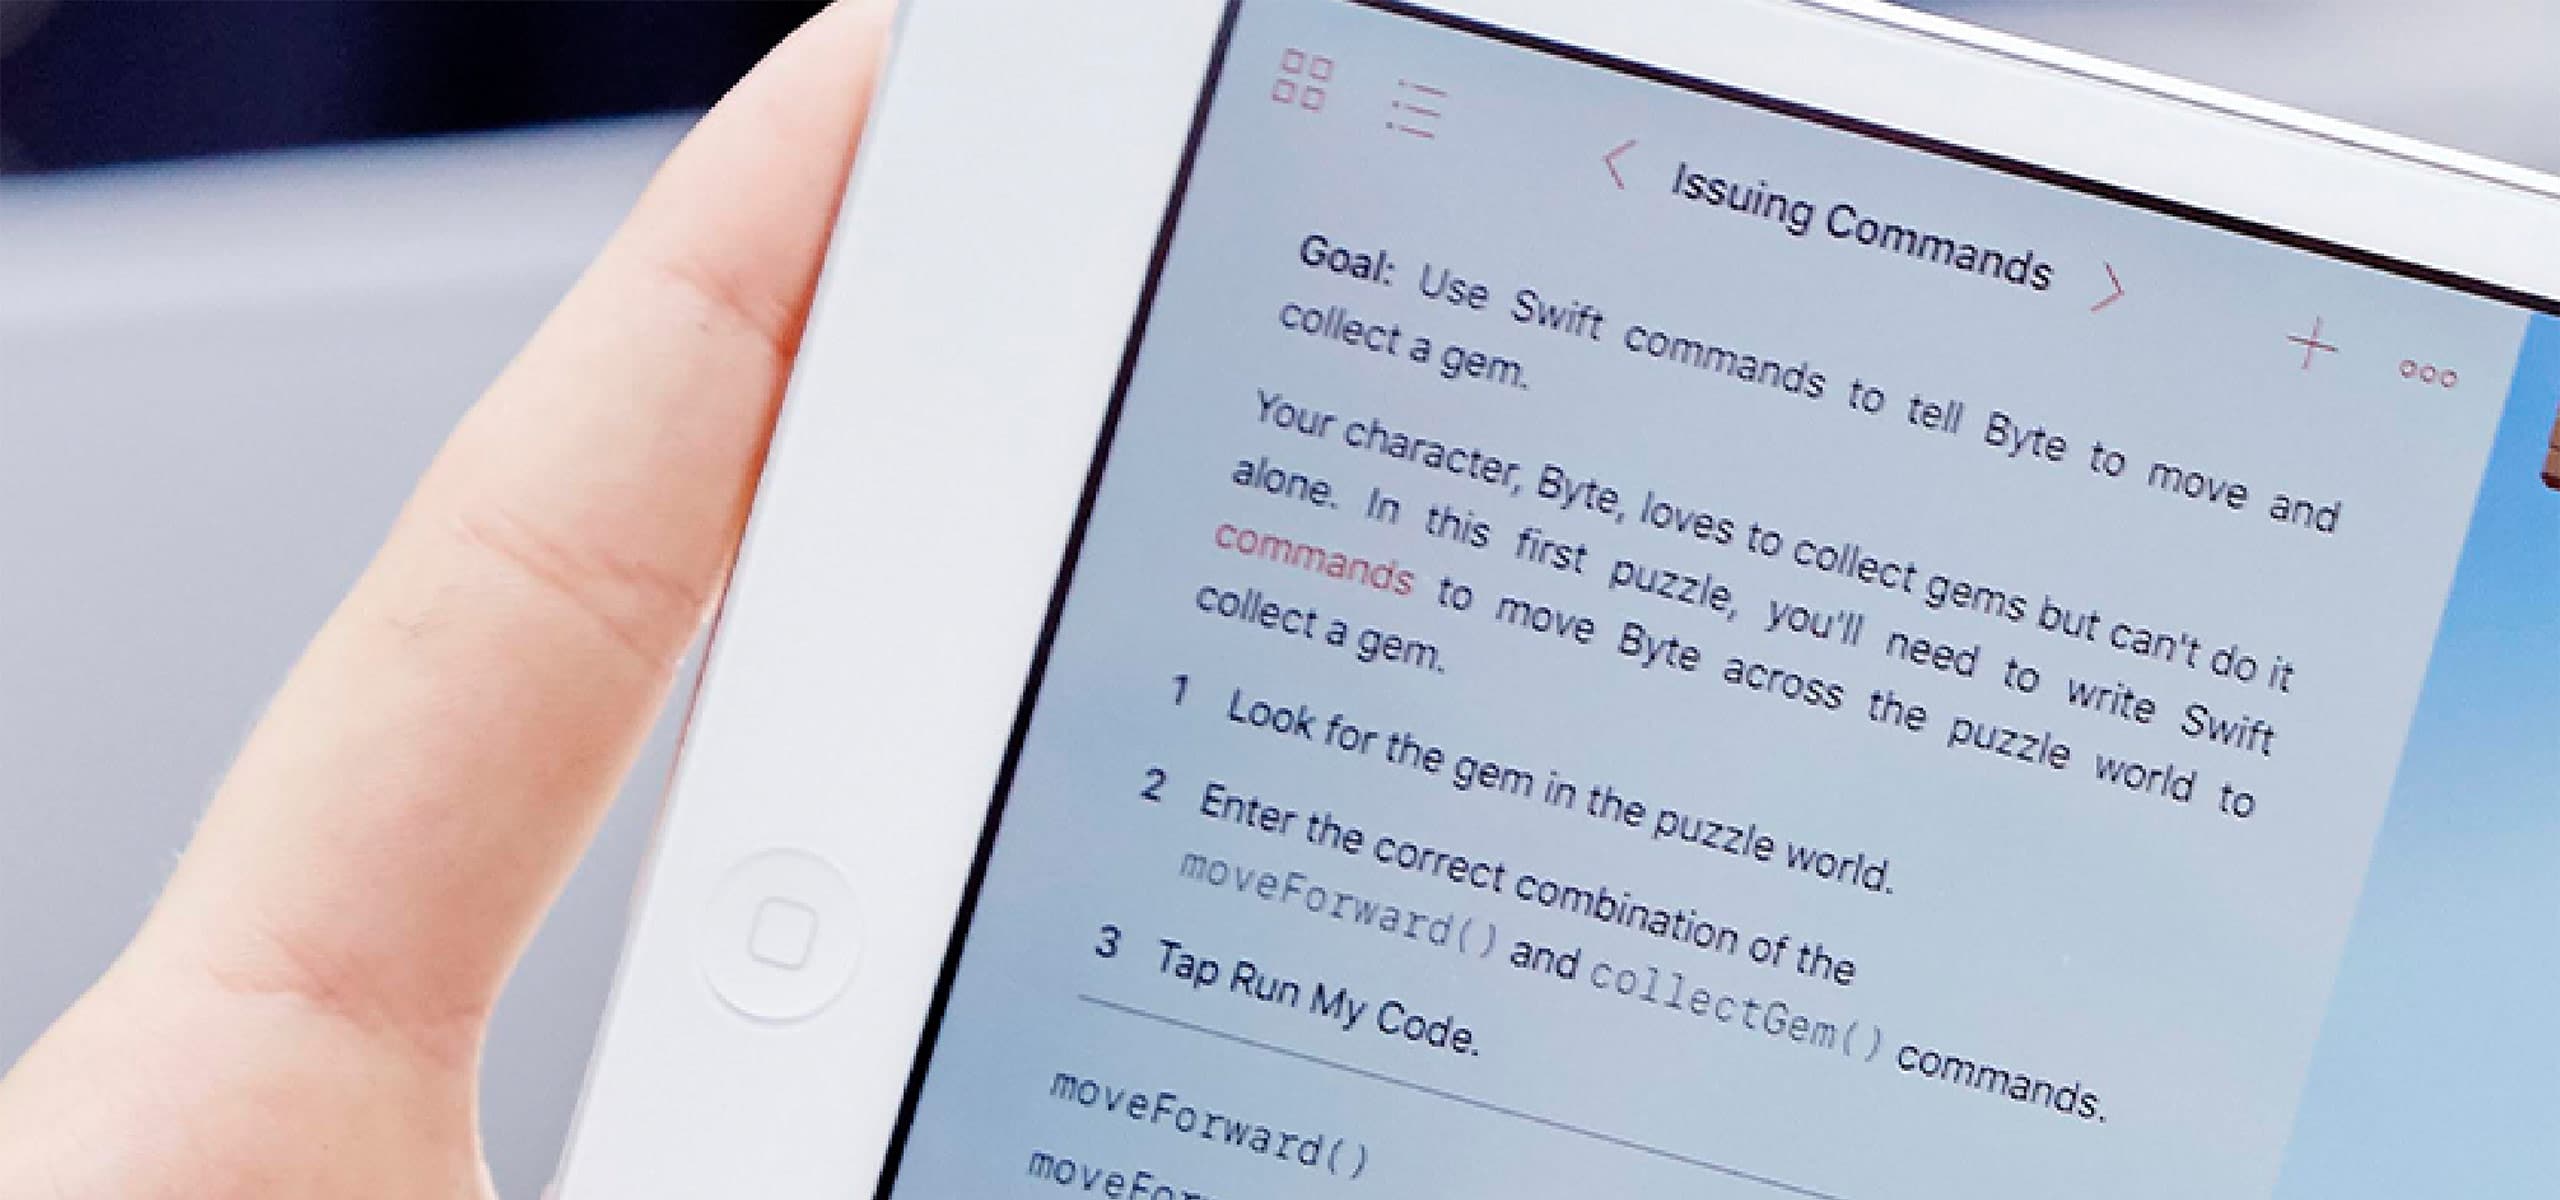 Issuing Commands
Goal: Use Swift commands to tell Byte to move and
collect a gem.
Your character, Byte, loves to collect gems but can't do it
alone. In this first puzzle, you'll need to write Swift
commands to move Byte across the puzzle world to
collect a gem.
1 Look for the gem in the puzzle world.
2 Enter the correct combination of the
moveForward() and collectGem() commands.
3 Tap Run My Code.
moveForward()